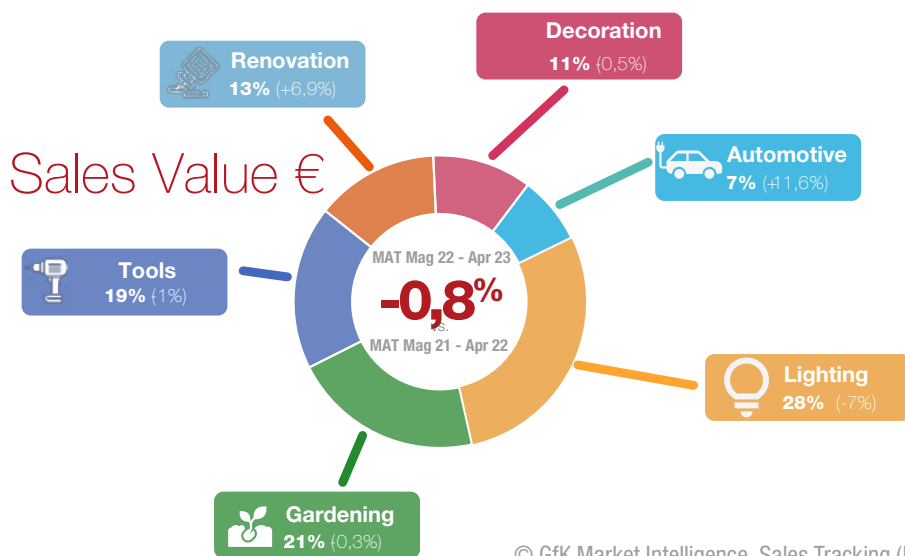 Decoration
11% (-0,5%)
Renovation
13% (+6,9%)
Sales Value €
Automotive
7% (+11,6%)
MAT Mag 22 - Apr 23
-0,8%
vs.
MAT Mag 21 - Apr 22
Tools
19% (-1%)
Lighting
28% (-7%)
Gardening
21% (-0,3%)
© GfK Market Intelligence, Sales Tracking (